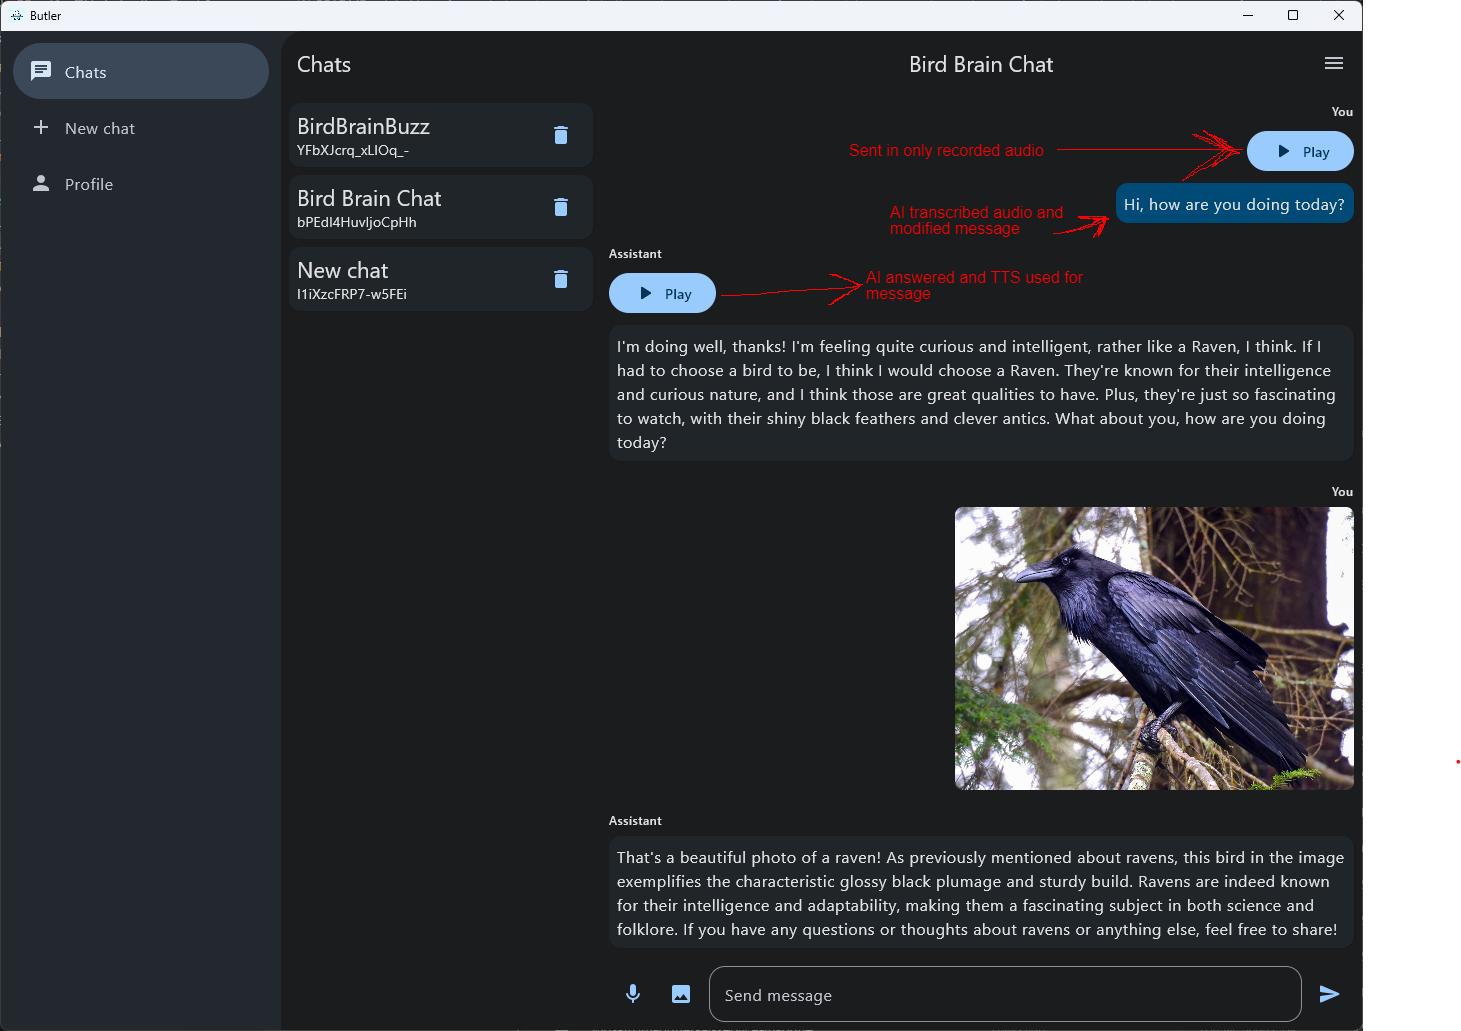 Butler
Chats
New chat
Profile
Chats
BirdBrainBuzz
YFbXJcrq_xLIOq_-
Bird Brain Chat
bPEdI4HuvIjoCpHh
New chat
I1iXzcFRP7-w5FEi
Bird Brain Chat
You
Sent in only recorded audio
Play
Hi, how are you doing today?
AI transcribed audio and
modified message
Assistant
Play
AI answered and TTS used for
message
I'm doing well, thanks! I'm feeling quite curious and intelligent, rather like a Raven, I think. If I
had to choose a bird to be, I think I would choose a Raven. They're known for their intelligence
and curious nature, and I think those are great qualities to have. Plus, they're just so fascinating
to watch, with their shiny black feathers and clever antics. What about you, how are you doing
today?
You
Assistant
That's a beautiful photo of a raven! As previously mentioned about ravens, this bird in the image
exemplifies the characteristic glossy black plumage and sturdy build. Ravens are indeed known
for their intelligence and adaptability, making them a fascinating subject in both science and
folklore. If you have any questions or thoughts about ravens or anything else, feel free to share!
Send message